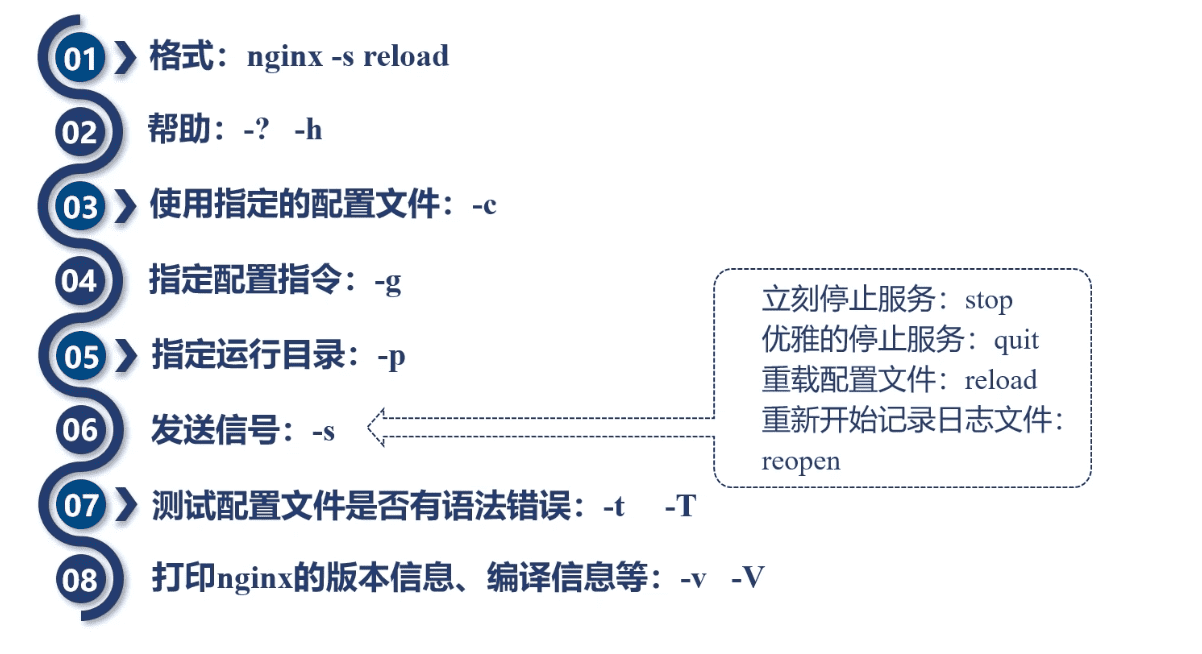 01 格式：nginx -s reload
02 帮助：-? -h
03 使用指定的配置文件：-c
04 指定配置指令：-g
05 指定运行目录：-p
06 发送信号：-s
立刻停止服务：stop
优雅的停止服务：quit
重载配置文件：reload
重新开始记录日志文件：
reopen
07 测试配置文件是否有语法错误：-t -T
08 打印nginx的版本信息、编译信息等：-v -V